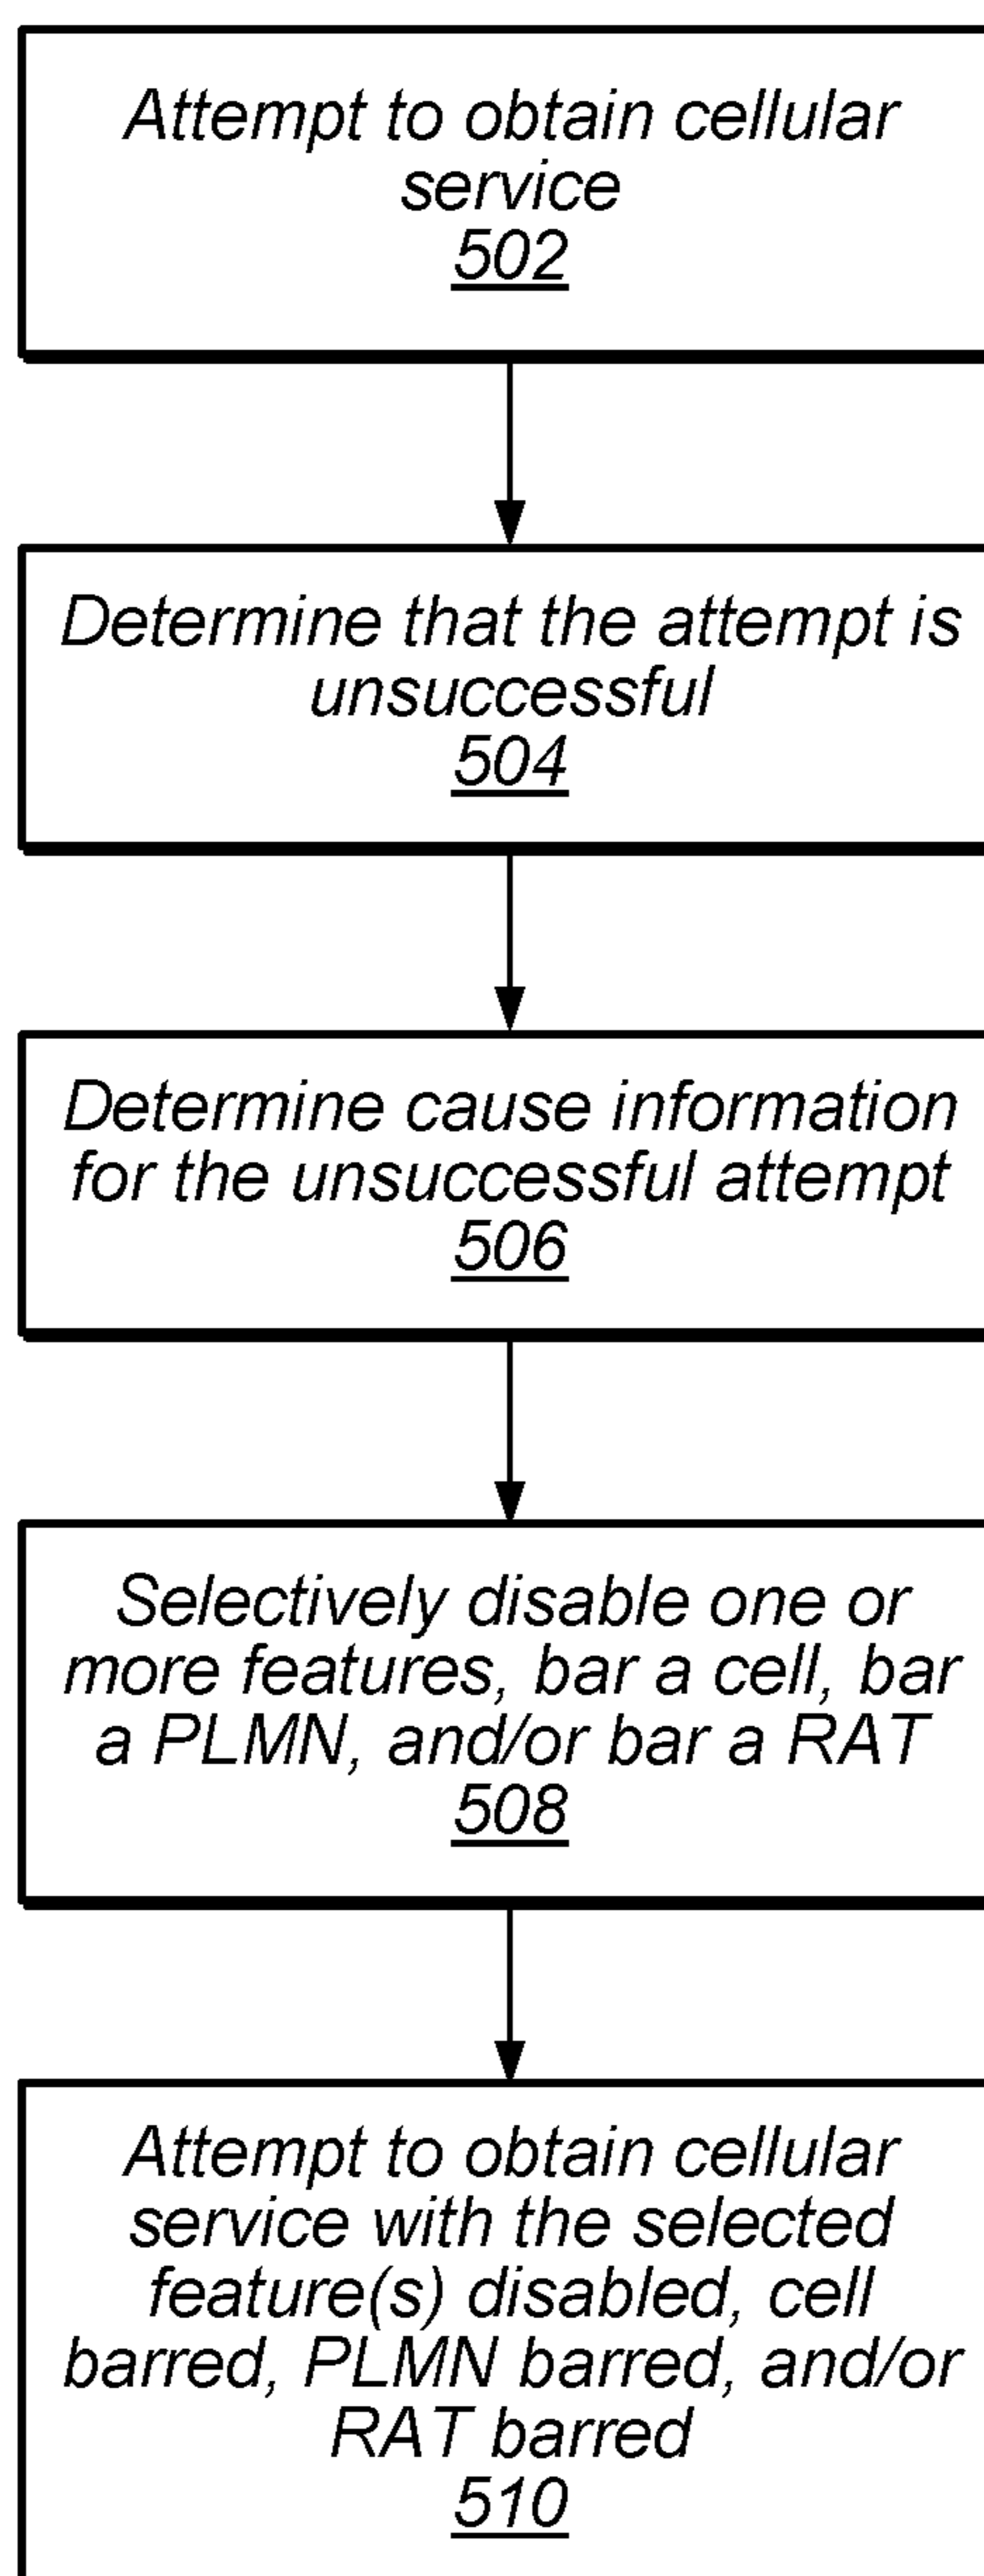 Attempt to obtain cellular
service
502
Determine that the attempt is
unsuccessful
504
Determine cause information
for the unsuccessful attempt
506
Selectively disable one or
more features, bar a cell, bar
a PLMN, and/or bar a RAT
508
Attempt to obtain cellular
service with the selected
feature(s) disabled, cell
barred, PLMN barred, and/or
RAT barred
510